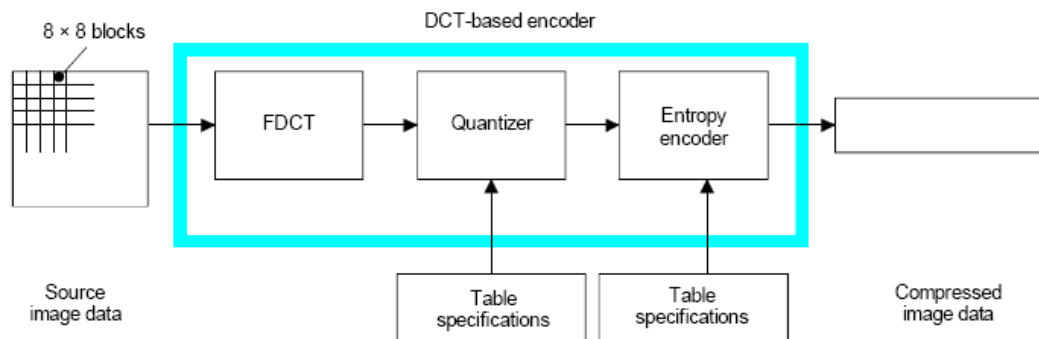 DCT-based encoder
8 × 8 blocks
FDCT
Quantizer
Entropy
encoder
Source
image data
Table
specifications
Table
specifications
Compressed
image data